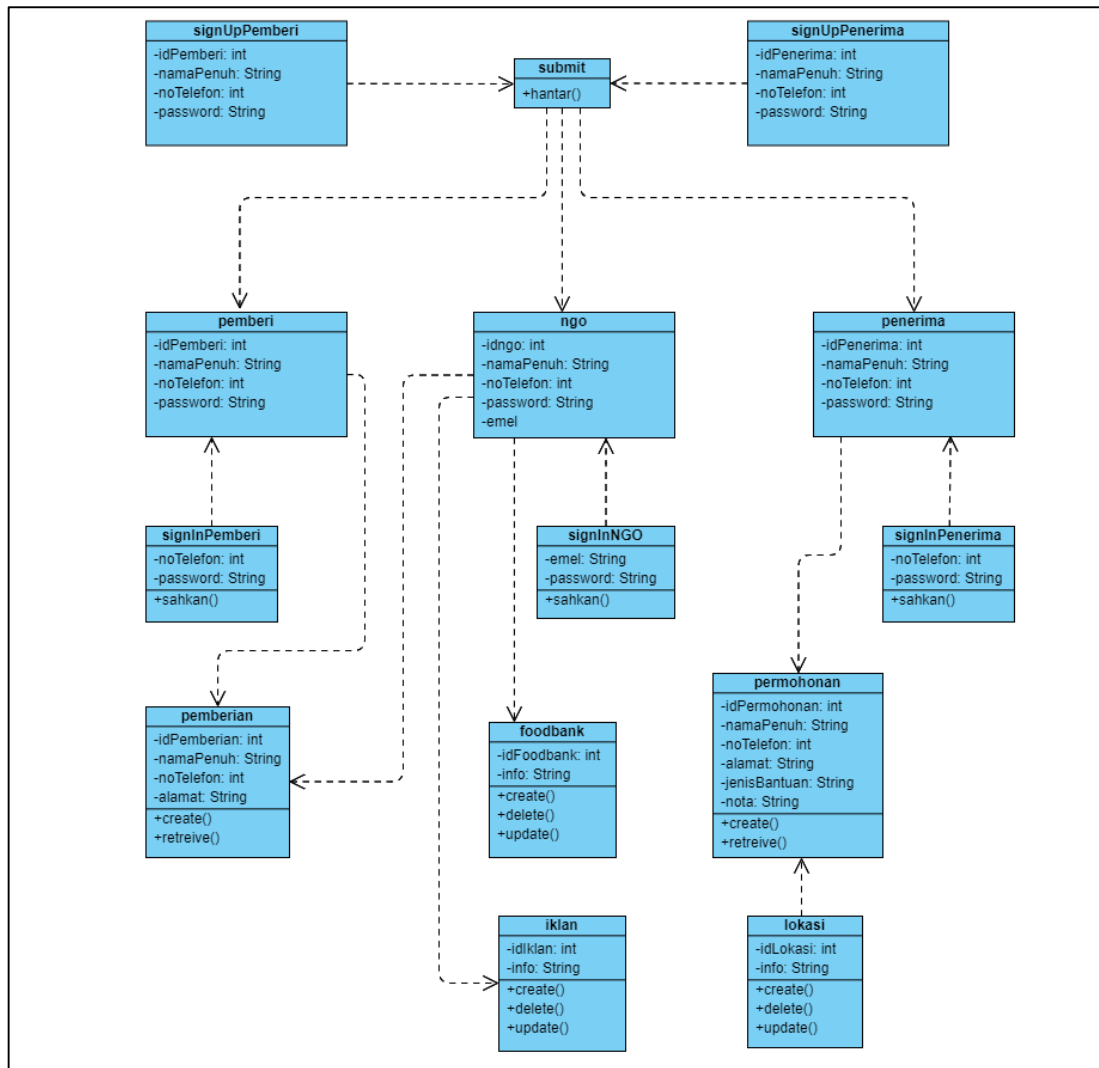 signUpPemberi
-idPemberi: int
-namaPenuh: String
-noTelefon: int
-password: String
submit
+hantar()
signUpPenerima
-idPenerima: int
-namaPenuh: String
-noTelefon: int
-password: String
pemberi
-idPemberi: int
-namaPenuh: String
-noTelefon: int
-password: String
ngo
-idngo: int
-namaPenuh: String
-noTelefon: int
-password: String
-emel
penerima
-idPenerima: int
-namaPenuh: String
-noTelefon: int
-password: String
signInPemberi
-noTelefon: int
-password: String
+sahkan()
signInNGO
-emel: String
-password: String
+sahkan()
signInPenerima
-noTelefon: int
-password: String
+sahkan()
pemberian
-idPemberian: int
-namaPenuh: String
-noTelefon: int
-alamat: String
+create()
+retreive()
foodbank
-idFoodbank: int
-info: String
+create()
+delete()
+update()
permohonan
-idPermohonan: int
-namaPenuh: String
-noTelefon: int
-alamat: String
-jenisBantuan: String
-nota: String
+create()
+retreive()
iklan
-idIklan: int
-info: String
+create()
+delete()
+update()
lokasi
-idLokasi: int
-info: String
+create()
+delete()
+update()